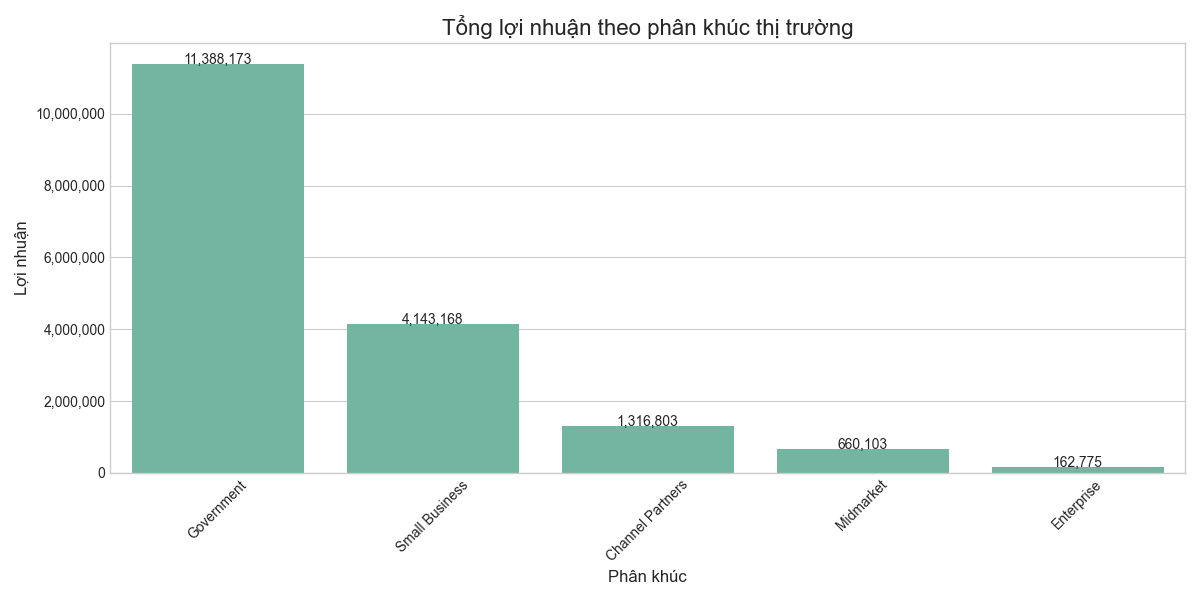 Tổng lợi nhuận theo phân khúc thị trường
11,388,173
10,000,000
8,000,000
6,000,000
4,143,168
4,000,000
2,000,000
1,316,803
660,103
162,775
0
Lợi nhuận
Government
Small Business
Channel Partners
Midmarket
Enterprise
Phân khúc